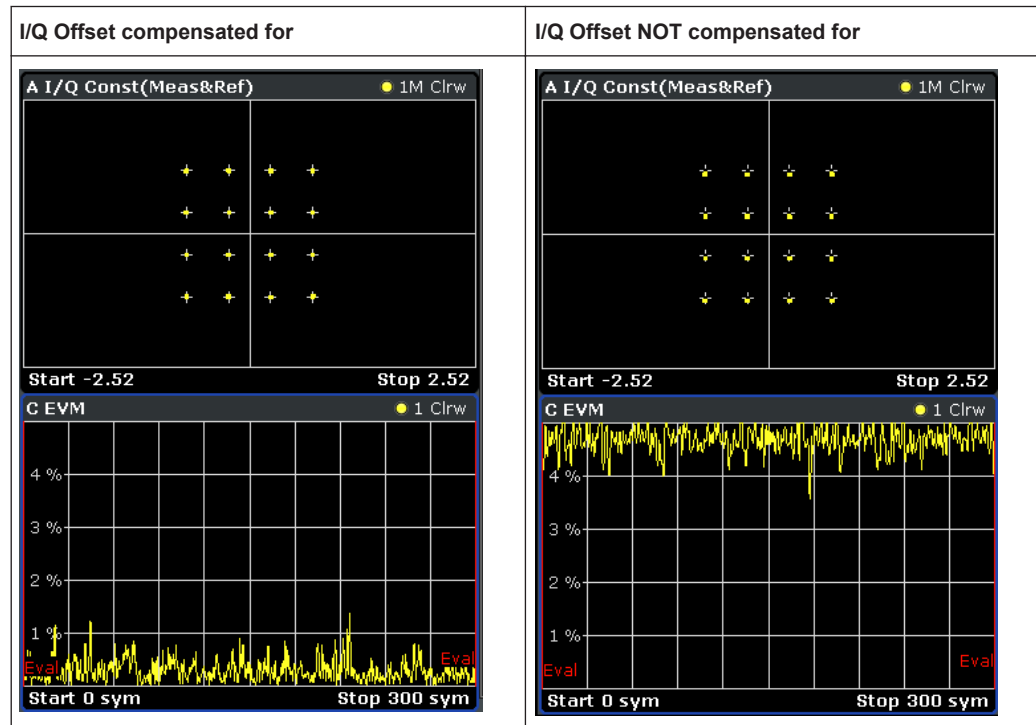 I/Q Offset compensated for
I/Q Offset NOT compensated for
A I/Q Const(Meas&Ref) 1M Clrw
Start -2.52 Stop 2.52
C EVM 1 Clrw
4 %
3 %
2 %
1 %
Eval Eval
Start 0 sym Stop 300 sym
A I/Q Const(Meas&Ref) 1M Clrw
Start -2.52 Stop 2.52
C EVM 1 Clrw
4 %
3 %
2 %
1 %
Eval Eval
Start 0 sym Stop 300 sym